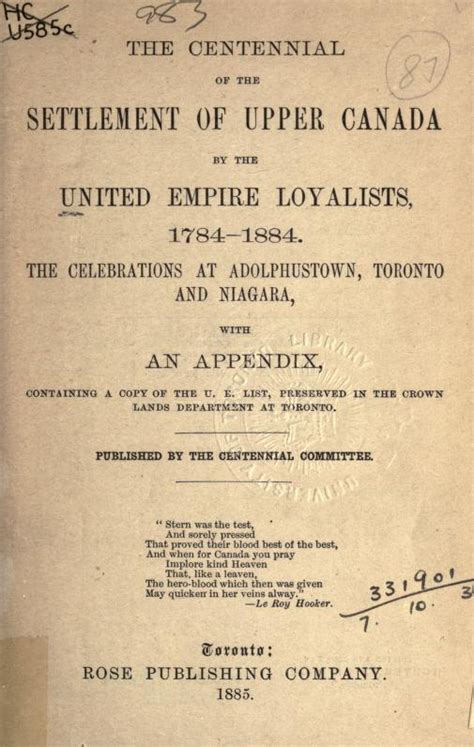 HC
U585c
983
81
THE CENTENNIAL
OF THE
SETTLEMENT OF UPPER CANADA
BY THE
UNITED EMPIRE LOYALISTS,
1784–1884.
THE CELEBRATIONS AT ADOLPHUSTOWN, TORONTO
AND NIAGARA,
WITH
AN APPENDIX,
CONTAINING A COPY OF THE U. E. LIST, PRESERVED IN THE CROWN
LANDS DEPARTMENT AT TORONTO.
PUBLISHED BY THE CENTENNIAL COMMITTEE.
“ Stern was the test,
And sorely pressed
That proved their blood best of the best,
And when for Canada you pray
Implore kind Heaven
That, like a leaven,
The hero-blood which then was given
May quicken in her veins alway.”
—Le Roy Hooker.
331901
7. 10.
Toronto:
ROSE PUBLISHING COMPANY.
1885.
LIBRARY
UNIVERSITY OF TORONTO